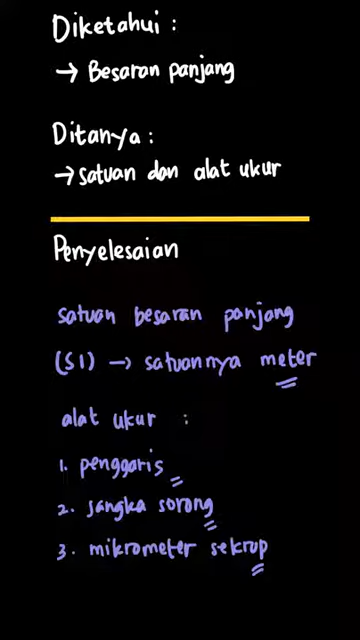 Diketahui :
→ Besaran panjang
Ditanya :
→ satuan dan alat ukur
Penyelesaian
satuan besaran panjang
(SI) → satuannya meter
alat ukur :
1. penggaris
2. jangka sorong
3. mikrometer sekrup